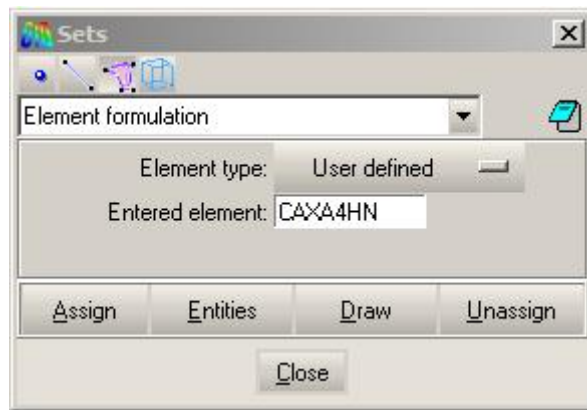 Sets
Element formulation
Element type: User defined
Entered element: CAXA4HN
Assign Entities Draw Unassign
Close